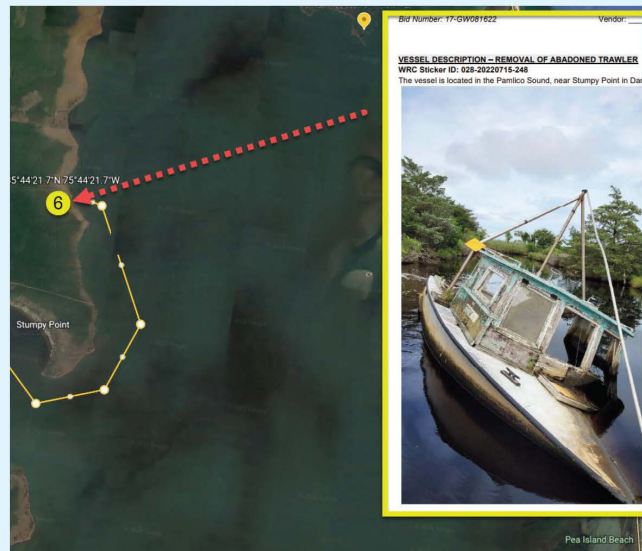 Bid Number: 17-GW081622 Vendor:
VESSEL DESCRIPTION – REMOVAL OF ABADONED TRAWLER
WRC Sticker ID: 028-20220715-248
The vessel is located in the Pamlico Sound, near Stumpy Point in Dar
5°44'21.7"N 75°44'21.7"W
6
Stumpy Point
Pea Island Beach